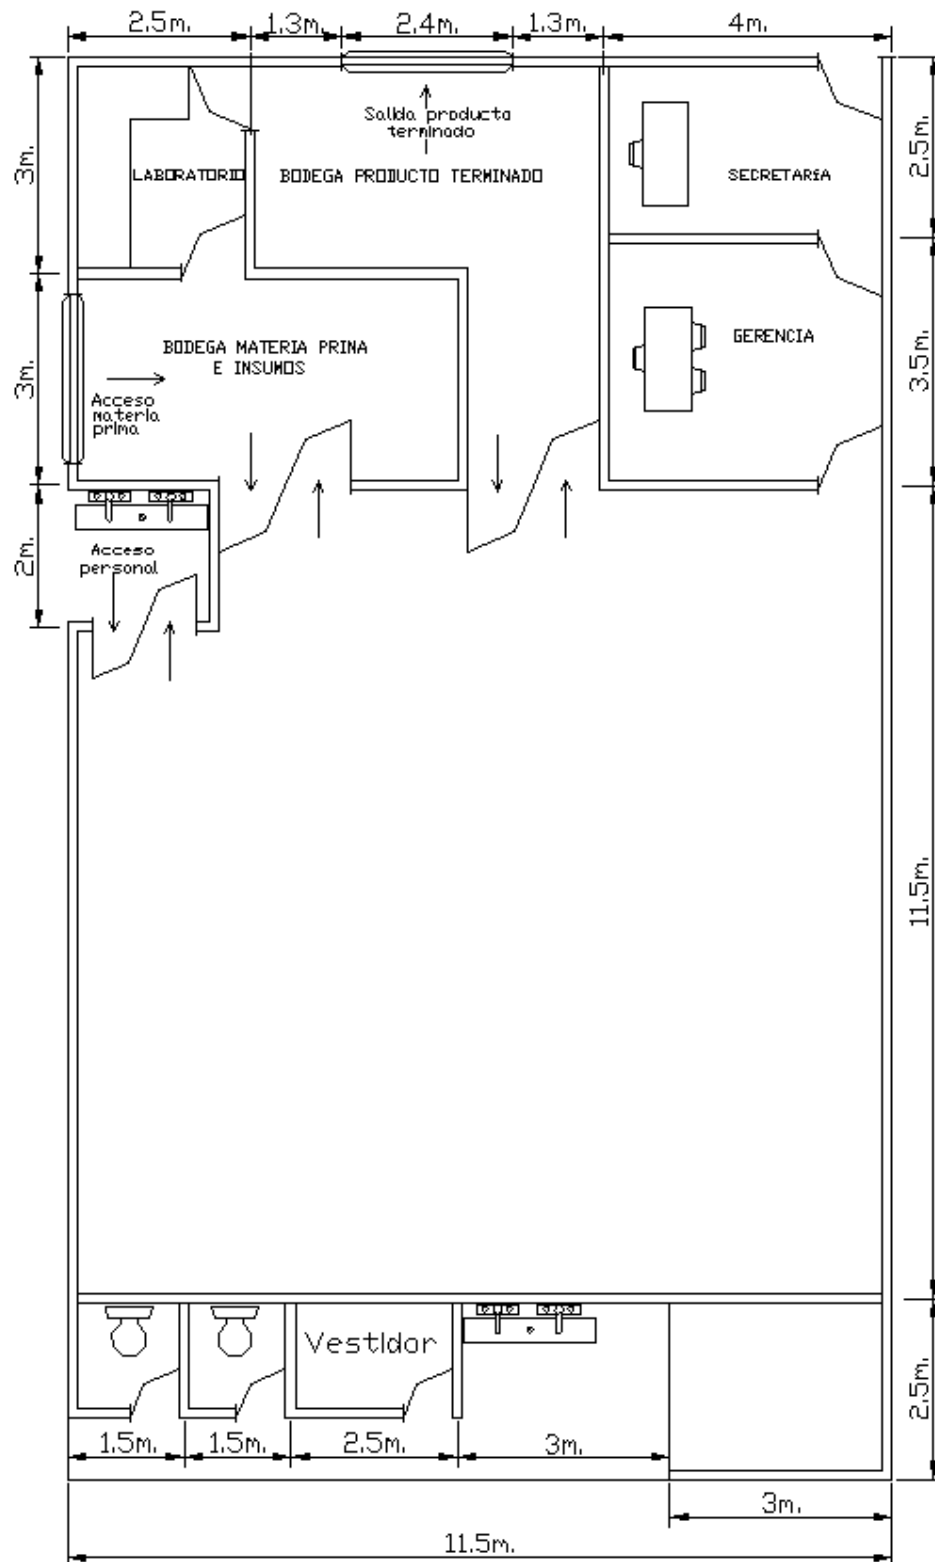 2.5m.
1.3m.
2.4m.
1.3m.
4m.
3m.
Salida producto
terminado
LABORATORIO
BODEGA PRODUCTO TERMINADO
SECRETARÍA
2.5m.
3m.
BODEGA MATERIA PRINA
E INSUMOS
GERENCIA
3.5m.
Acceso
materia
prima
2m.
Acceso
personal
11.5m.
Vestidor
2.5m.
1.5m.
1.5m.
2.5m.
3m.
3m.
11.5m.